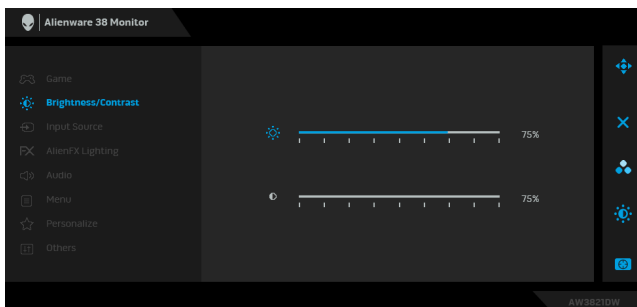 Alienware 38 Monitor
Game
Brightness/Contrast
Input Source
AlienFX Lighting
Audio
Menu
Personalize
Others
75%
75%
AW3821DW